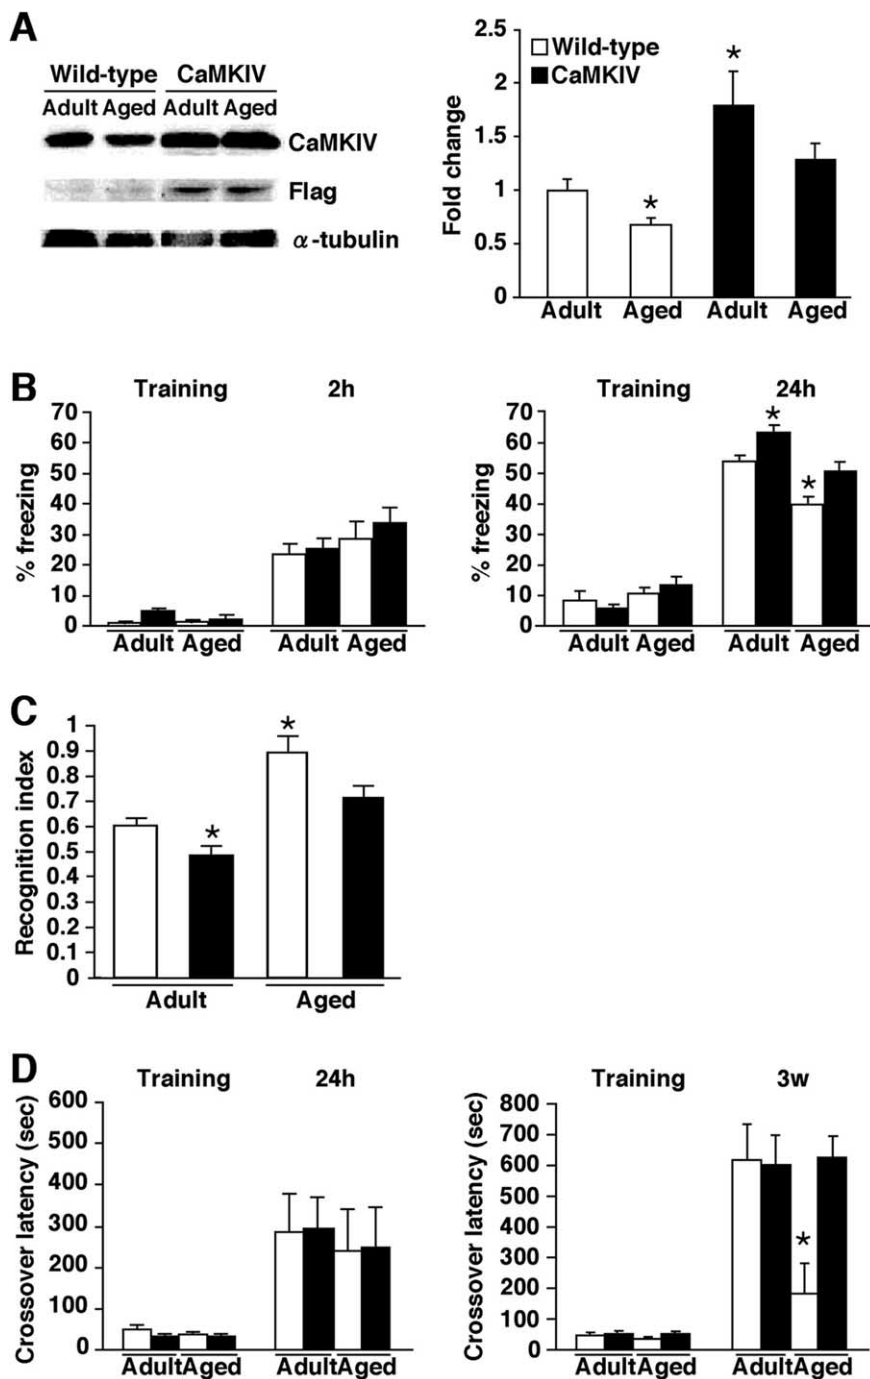 A
Wild-type CaMKIV
Adult Aged Adult Aged
CaMKIV
Flag
α-tubulin
Fold change
2.5
2
1.5
1
0.5
0
Wild-type
CaMKIV
*
*
Adult Aged Adult Aged
B
Training 2h
% freezing
70
60
50
40
30
20
10
0
Adult Aged Adult Aged
Training 24h
% freezing
70
60
50
40
30
20
10
0
*
*
Adult Aged Adult Aged
C
Recognition index
1
0.9
0.8
0.7
0.6
0.5
0.4
0.3
0.2
0.1
0
*
*
Adult Aged
D
Training 24h
Crossover latency (sec)
600
500
400
300
200
100
0
Adult Aged Adult Aged
Training 3w
Crossover latency (sec)
800
700
600
500
400
300
200
100
0
*
Adult Aged Adult Aged